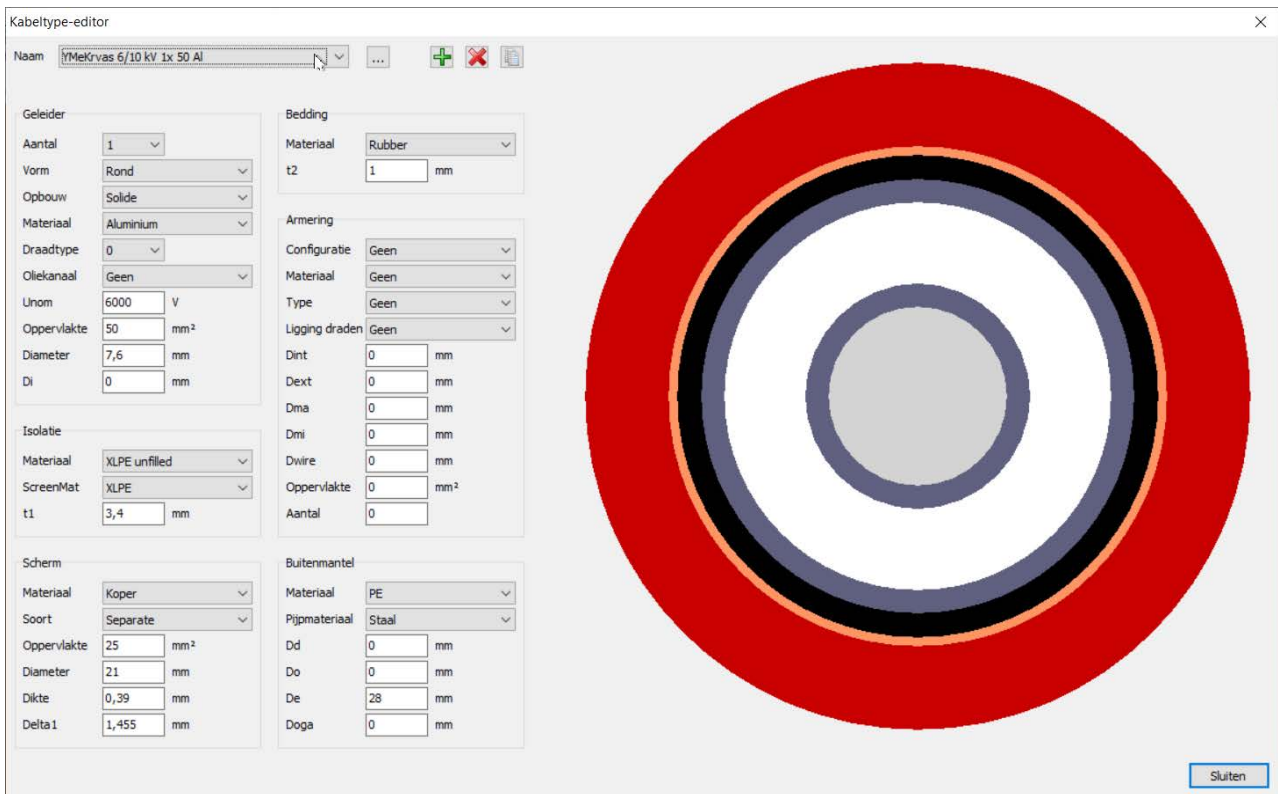 Kabeltype-editor
Naam YMeKrvas 6/10 kV 1x 50 Al ...
Geleider
Aantal 1
Vorm Rond
Opbouw Solide
Materiaal Aluminium
Draadtype 0
Oliekanaal Geen
Unom 6000 V
Oppervlakte 50 mm²
Diameter 7,6 mm
Di 0 mm
Isolatie
Materiaal XLPE unfilled
ScreenMat XLPE
t1 3,4 mm
Scherm
Materiaal Koper
Soort Separate
Oppervlakte 25 mm²
Diameter 21 mm
Dikte 0,39 mm
Delta1 1,455 mm
Bedding
Materiaal Rubber
t2 1 mm
Armering
Configuratie Geen
Materiaal Geen
Type Geen
Ligging draden Geen
Dint 0 mm
Dext 0 mm
Dma 0 mm
Dmi 0 mm
Dwire 0 mm
Oppervlakte 0 mm²
Aantal 0
Buitenmantel
Materiaal PE
Pijpmateriaal Staal
Dd 0 mm
Do 0 mm
De 28 mm
Doga 0 mm
Sluiten